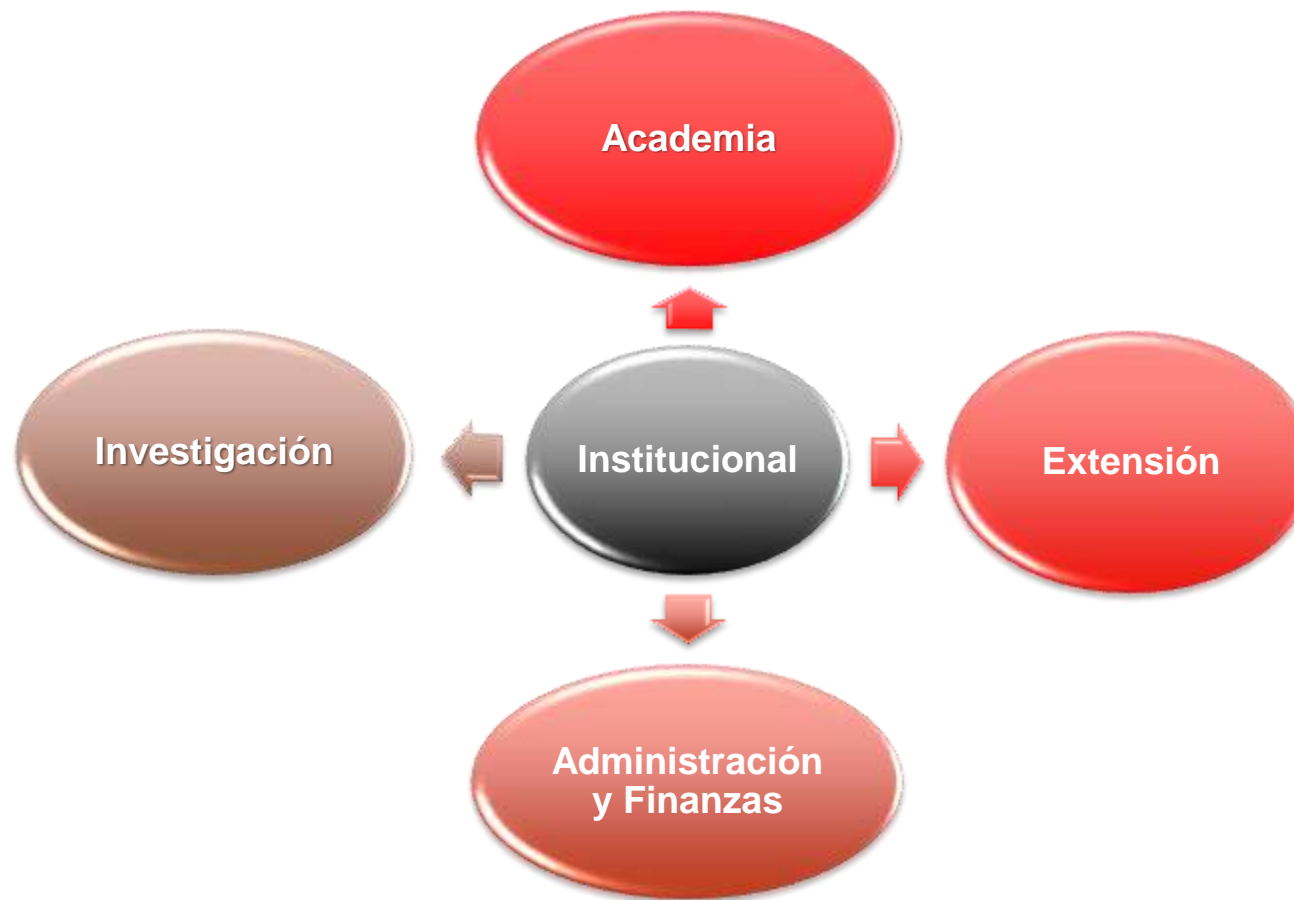 Academia
Investigación
Institucional
Extensión
Administración
y Finanzas